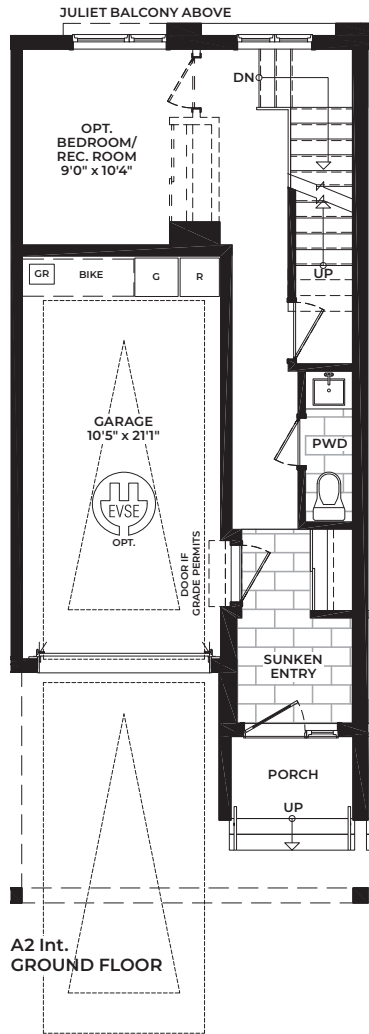 JULIET BALCONY ABOVE
DN
OPT.
BEDROOM/
REC. ROOM
9'0" x 10'4"
UP
GR
BIKE
G
R
GARAGE
10'5" x 21'1"
EVSE
OPT.
PWD
DOOR IF
GRADE PERMITS
SUNKEN
ENTRY
PORCH
UP
A2 Int.
GROUND FLOOR